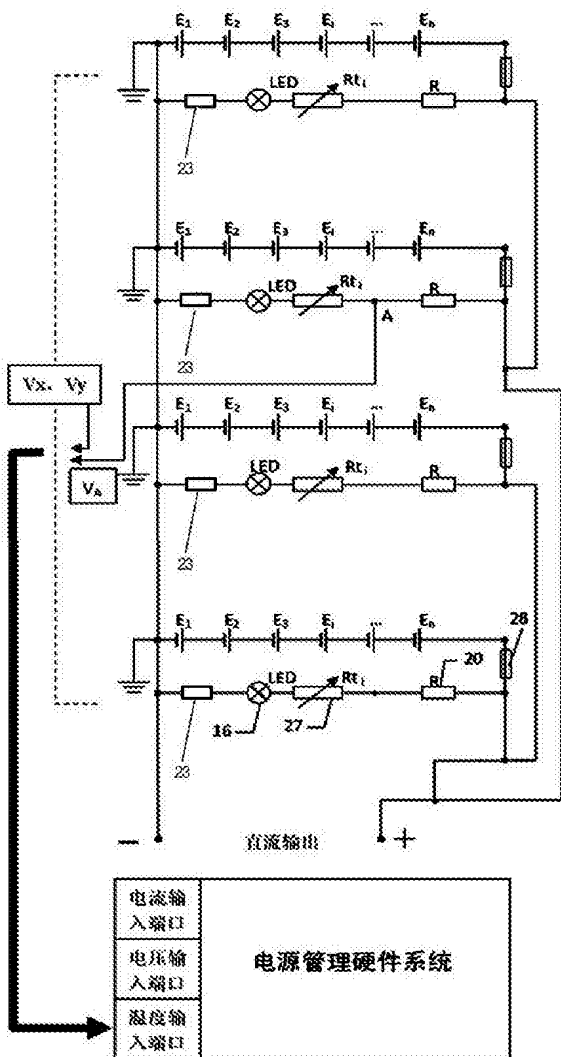 E₁ E₂ E₃ Eᵢ ... Eₙ
LED Rt₁ R
23
E₁ E₂ E₃ Eᵢ ... Eₙ
LED Rt₂ R
A
23
Vx、Vy
E₁ E₂ E₃ Eᵢ ... Eₙ
LED Rtᵢ R
V_A
23
E₁ E₂ E₃ Eᵢ ... Eₙ
28
LED Rtᵢ R 20
16 27
23
— 直流输出 +
电流输
入端口
电压输
入端口
温度输
入端口
电源管理硬件系统